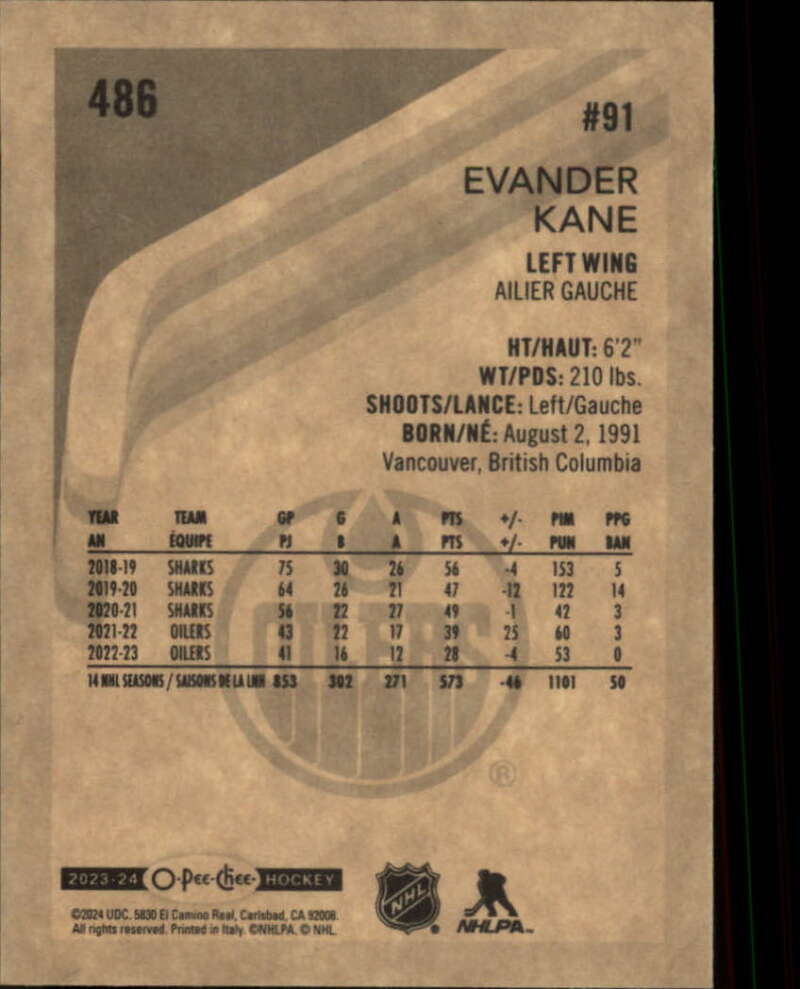 486
#91
EVANDER
KANE
LEFT WING
AILIER GAUCHE
HT/HAUT: 6'2"
WT/PDS: 210 lbs.
SHOOTS/LANCE: Left/Gauche
BORN/NÉ: August 2, 1991
Vancouver, British Columbia
YEAR TEAM GP G A PTS +/- PIM PPG
AN ÉQUIPE PJ B A PTS +/- PUN BAN
2018-19 SHARKS 75 30 26 56 -4 153 5
2019-20 SHARKS 64 26 21 47 -12 122 14
2020-21 SHARKS 56 22 27 49 -1 42 3
2021-22 OILERS 43 22 17 39 25 60 3
2022-23 OILERS 41 16 12 28 -4 53 0
14 NHL SEASONS / SAISONS DE LA LNH 853 302 271 573 -46 1101 50
OILERS
®
2023-24 O-Pee-Chee HOCKEY
©2024 UDC. 5830 El Camino Real, Carlsbad, CA 92008.
All rights reserved. Printed in Italy. ©NHLPA. © NHL.
NHL
NHLPA